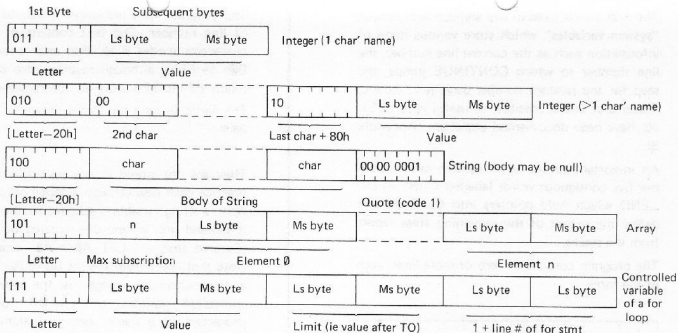 1st Byte Subsequent bytes
011 Ls byte Ms byte Integer (1 char' name)
Letter Value
010 00 10 Ls byte Ms byte Integer (>1 char' name)
[Letter—20h] 2nd char Last char + 80h Value
100 char char 00 00 0001 String (body may be null)
[Letter—20h] Body of String Quote (code 1)
101 n Ls byte Ms byte Ls byte Ms byte Array
Letter Max subscription Element 0 Element n
111 Ls byte Ms byte Ls byte Ms byte Ls byte Ms byte Controlled
variable
of a for
loop
Letter Value Limit (ie value after TO) 1 + line # of for stmt